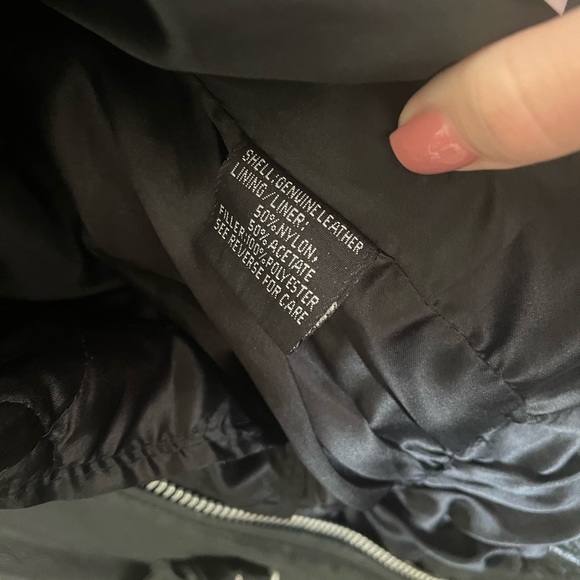 SHELL:GENUINE LEATHER
LINING/LINER:
50%NYLON,
50% ACETATE
FILLER:100%POLYESTER
SEE REVERSE FOR CARE